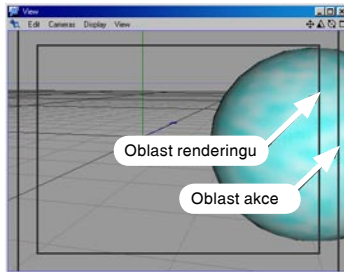 View
Edit Cameras Display View
Oblast renderingu
Oblast akce